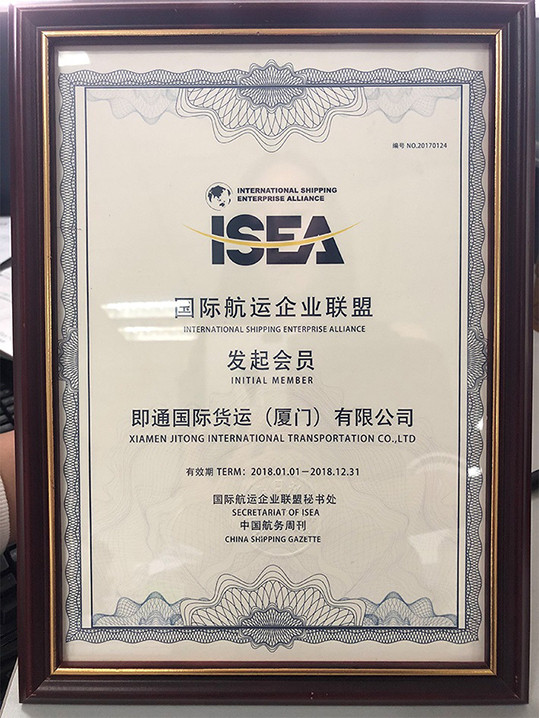 编号 NO.20170124
INTERNATIONAL SHIPPING
ENTERPRISE ALLIANCE
ISEA
国际航运企业联盟
INTERNATIONAL SHIPPING ENTERPRISE ALLIANCE
发起会员
INITIAL MEMBER
即通国际货运（厦门）有限公司
XIAMEN JITONG INTERNATIONAL TRANSPORTATION CO.,LTD
有效期 TERM：2018.01.01－2018.12.31
国际航运企业联盟秘书处
SECRETARIAT OF ISEA
中国航务周刊
CHINA SHIPPING GAZETTE